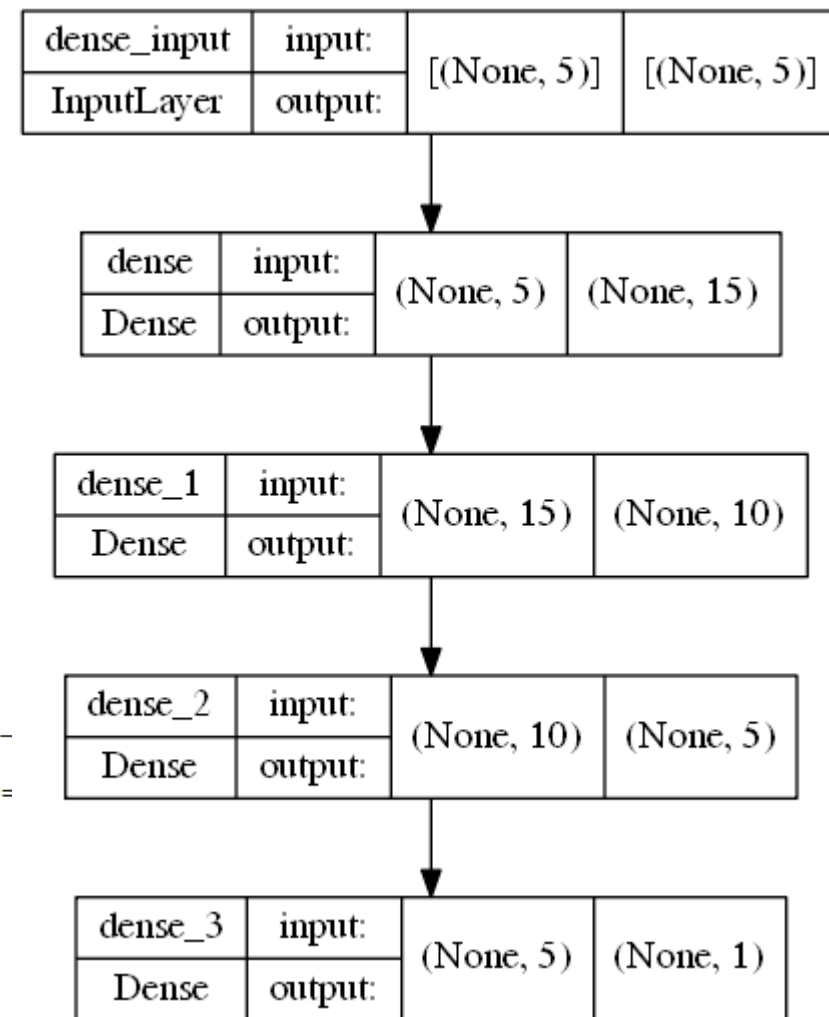 dense_input input: [(None, 5)] [(None, 5)]
InputLayer output:
dense input: (None, 5) (None, 15)
Dense output:
dense_1 input: (None, 15) (None, 10)
Dense output:
dense_2 input: (None, 10) (None, 5)
Dense output:
dense_3 input: (None, 5) (None, 1)
Dense output: